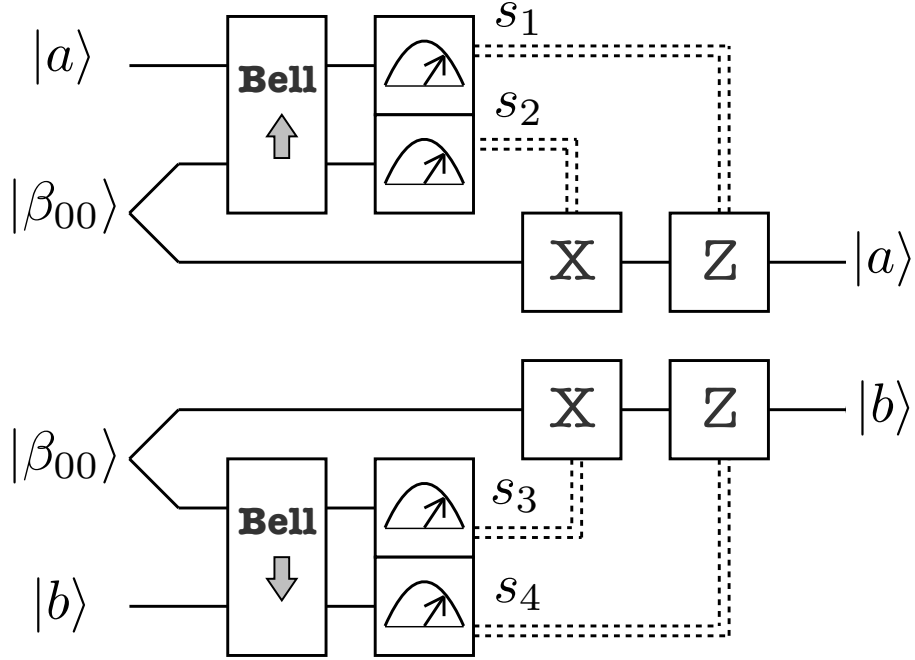 s₁
|a⟩
Bell
s₂
|β₀₀⟩
X Z |a⟩
X Z |b⟩
|β₀₀⟩
s₃
Bell
s₄
|b⟩